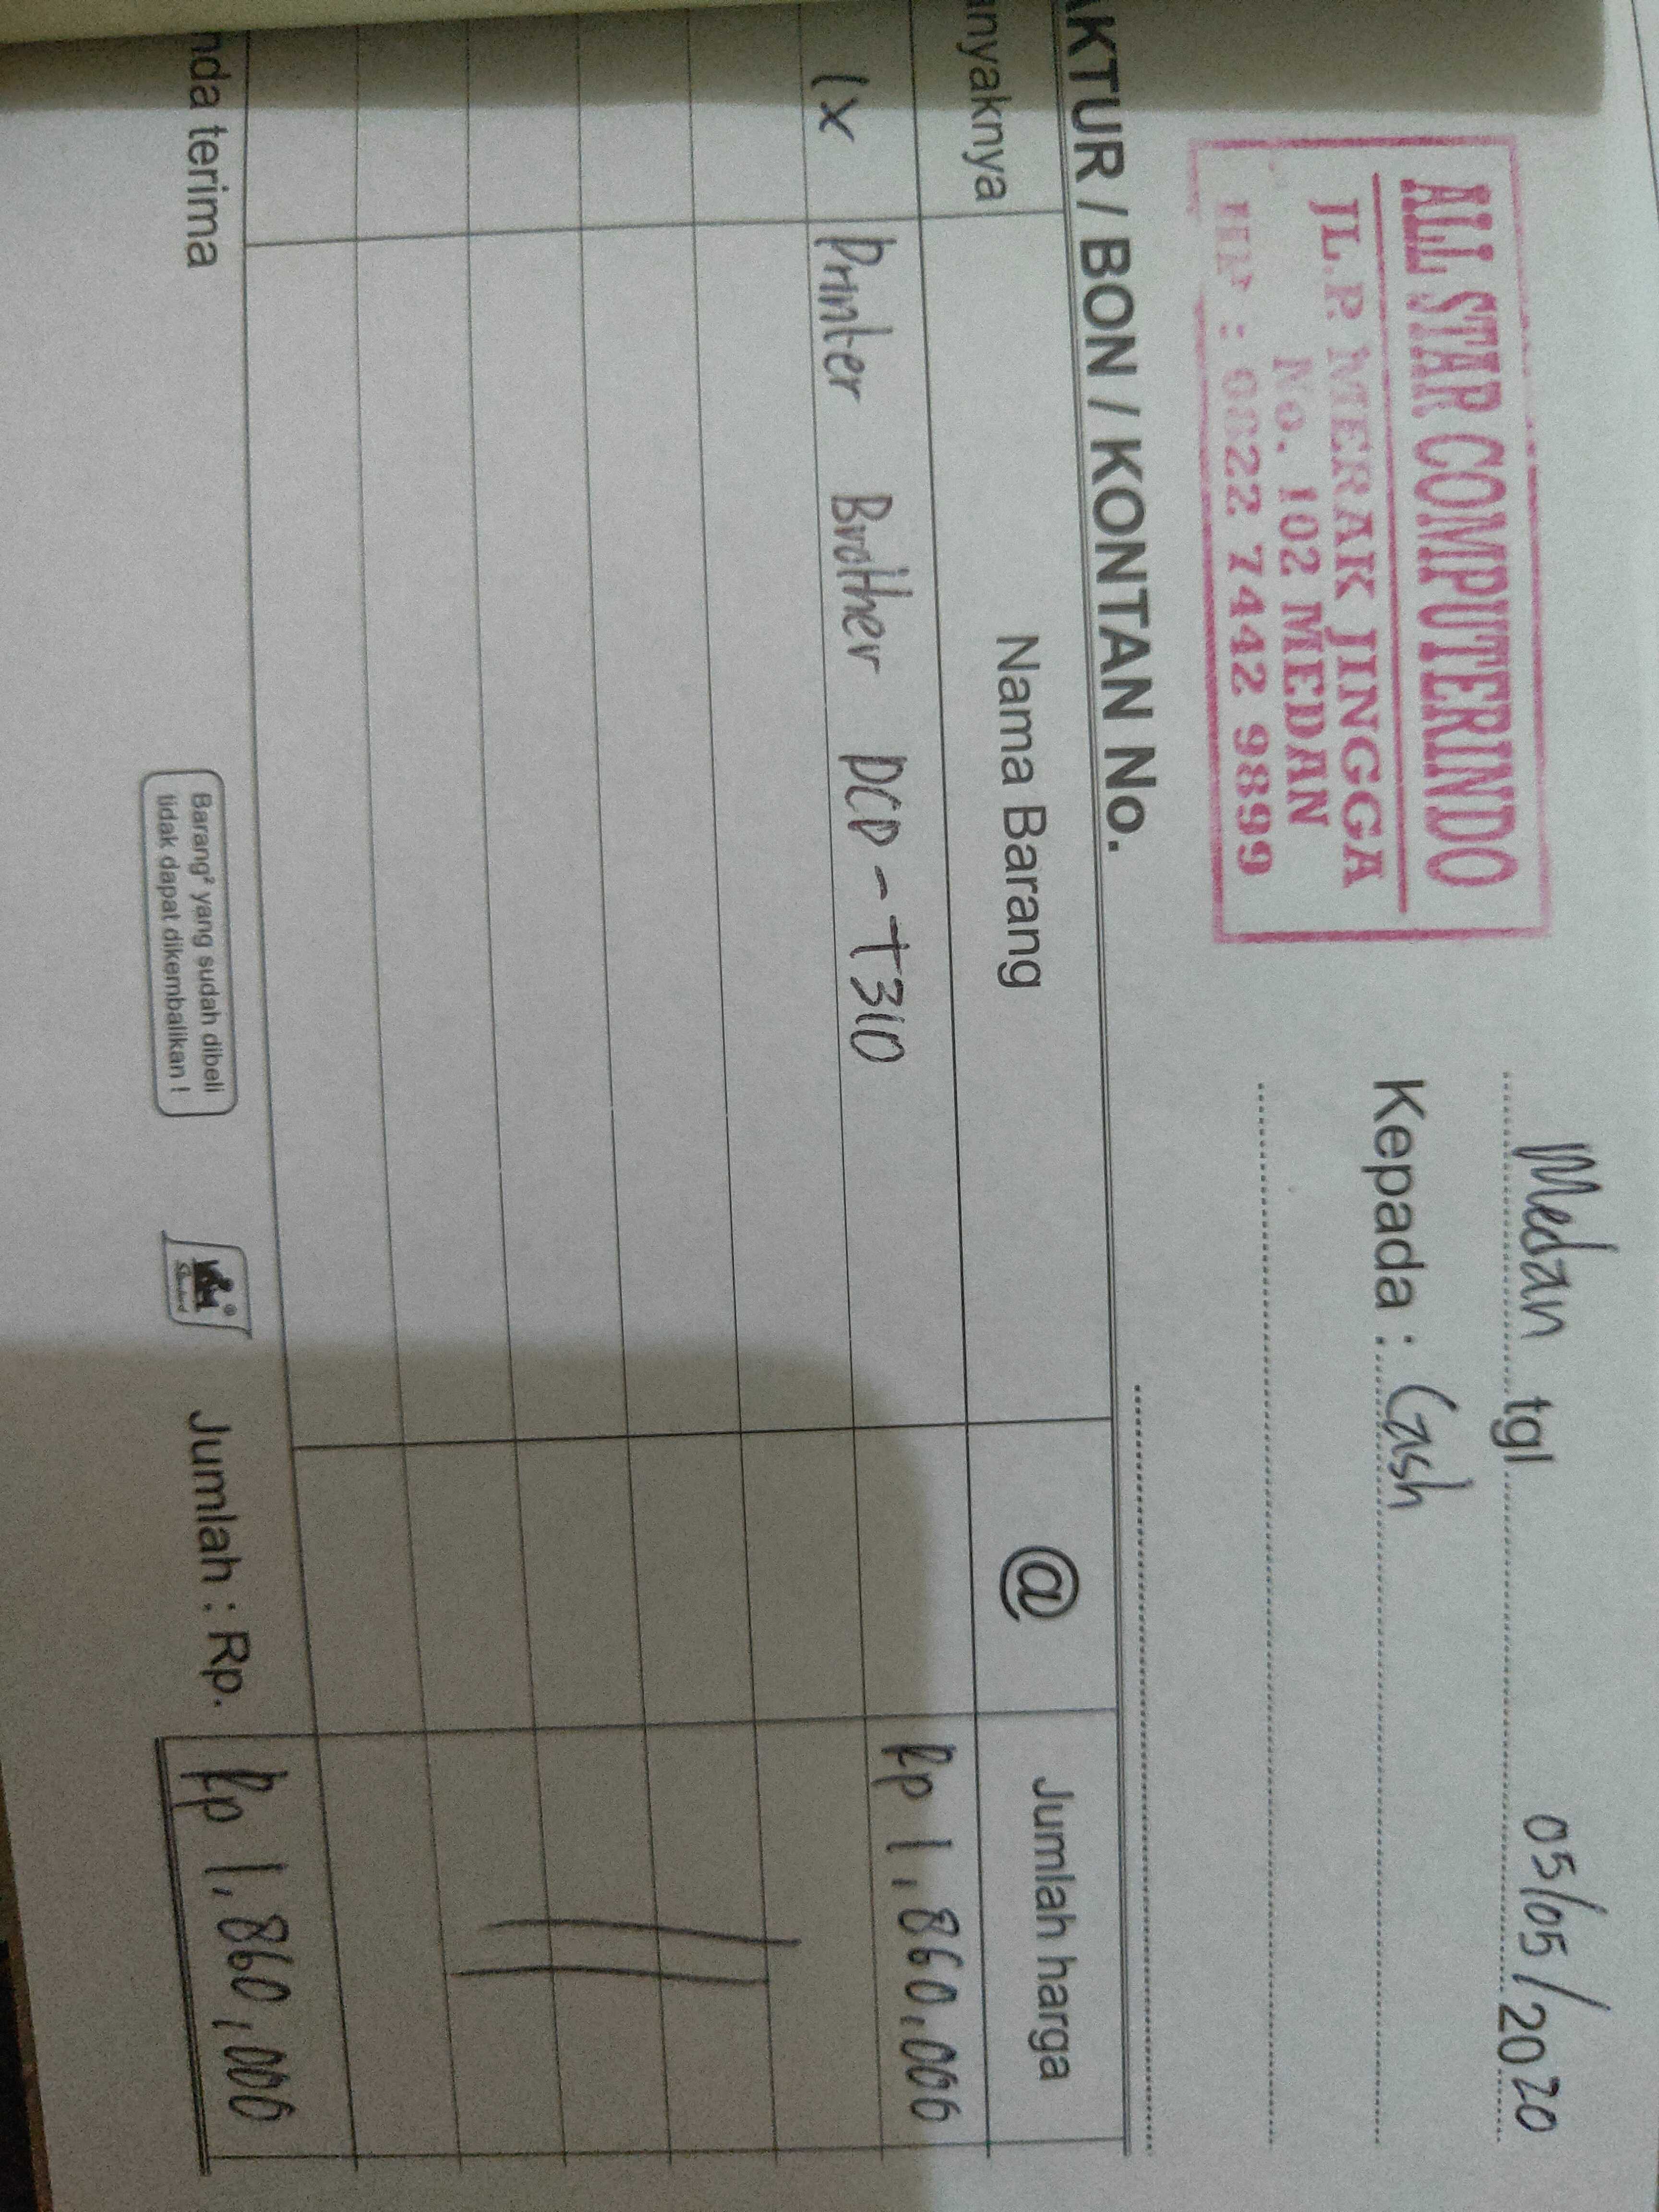 ALL STAR COMPUTERINDO
JL.P. MERAK JINGGA
No. 102 MEDAN
HP : 0822 7442 9899
Medan tgl 05/05/2020
Kepada : Cash
AKTUR / BON / KONTAN No.
anyaknya Nama Barang @ Jumlah harga
1x Printer Brother DCP-T310 Rp 1,860,000
nda terima
Barang² yang sudah dibeli
tidak dapat dikembalikan !
Jumlah : Rp. Rp 1,860,000